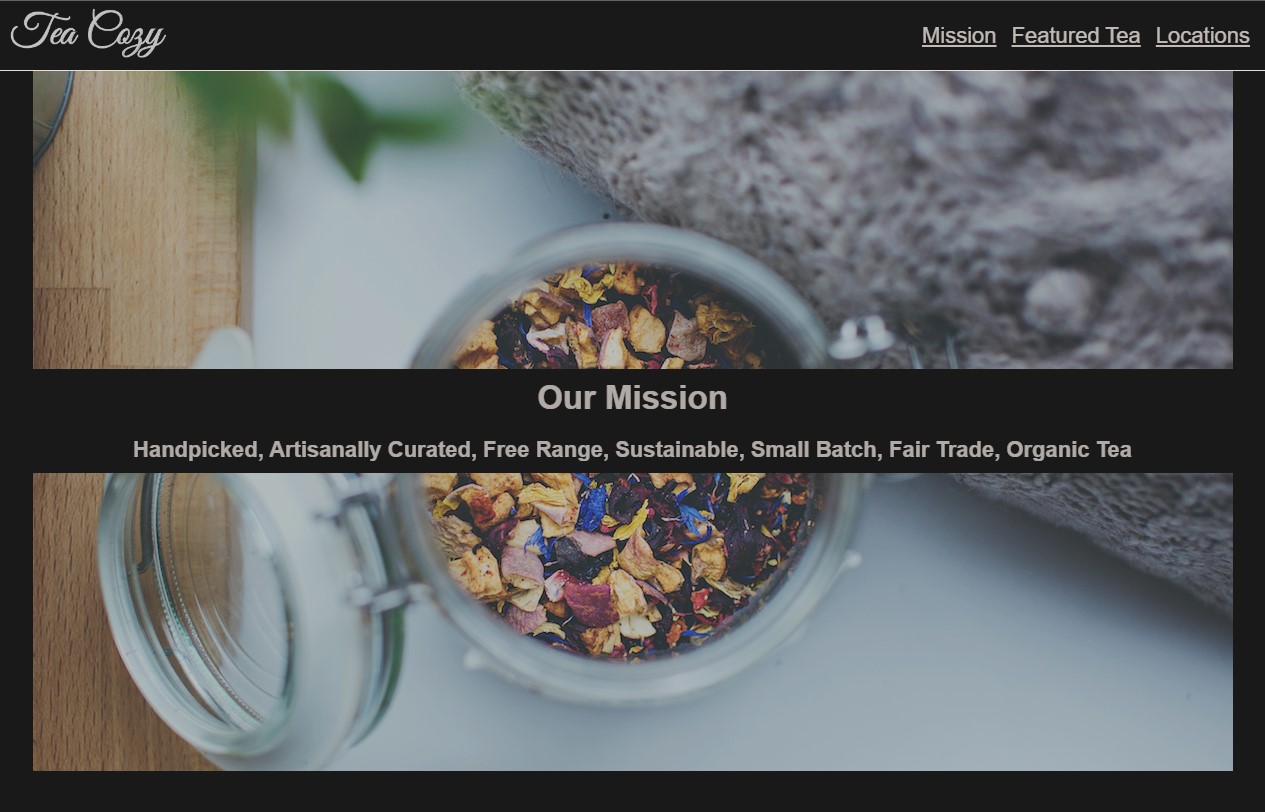 Tea Cozy
Mission Featured Tea Locations
Our Mission
Handpicked, Artisanally Curated, Free Range, Sustainable, Small Batch, Fair Trade, Organic Tea